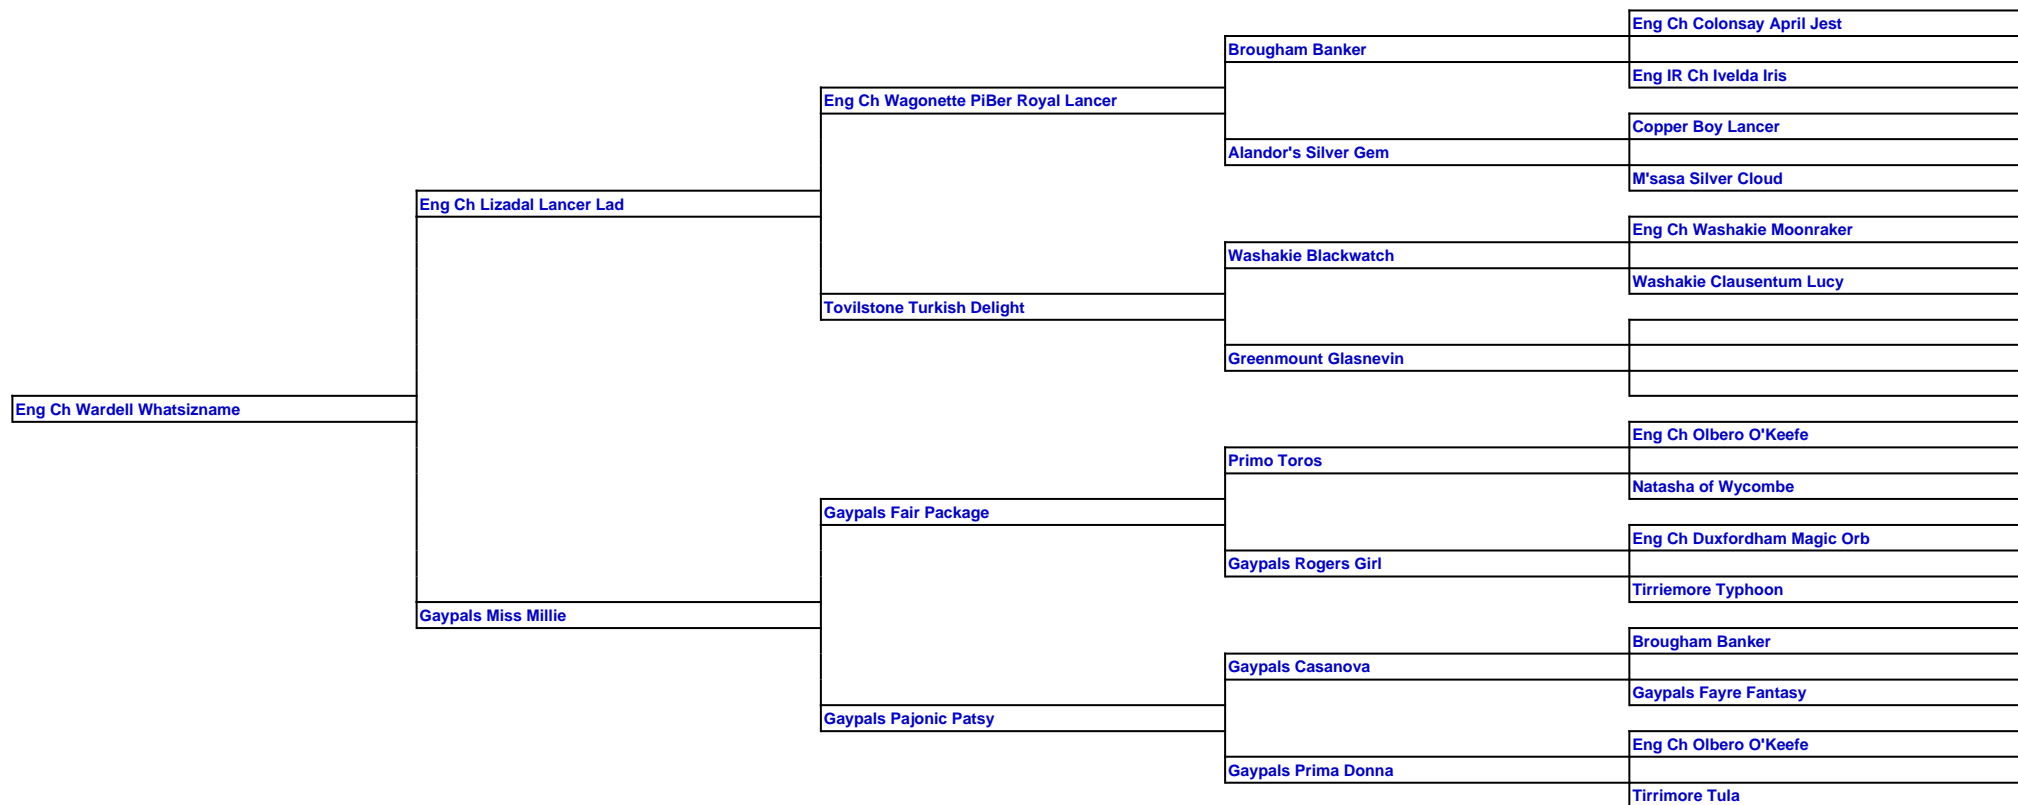 Eng Ch Colonsay April Jest
Brougham Banker
Eng IR Ch Ivelda Iris
Eng Ch Wagonette PiBer Royal Lancer
Copper Boy Lancer
Alandor's Silver Gem
M'sasa Silver Cloud
Eng Ch Lizadal Lancer Lad
Eng Ch Washakie Moonraker
Washakie Blackwatch
Washakie Clausentum Lucy
Tovilstone Turkish Delight
Greenmount Glasnevin
Eng Ch Wardell Whatsizname
Eng Ch Olbero O'Keefe
Primo Toros
Natasha of Wycombe
Gaypals Fair Package
Eng Ch Duxfordham Magic Orb
Gaypals Rogers Girl
Tirriemore Typhoon
Gaypals Miss Millie
Brougham Banker
Gaypals Casanova
Gaypals Fayre Fantasy
Gaypals Pajonic Patsy
Eng Ch Olbero O'Keefe
Gaypals Prima Donna
Tirrimore Tula